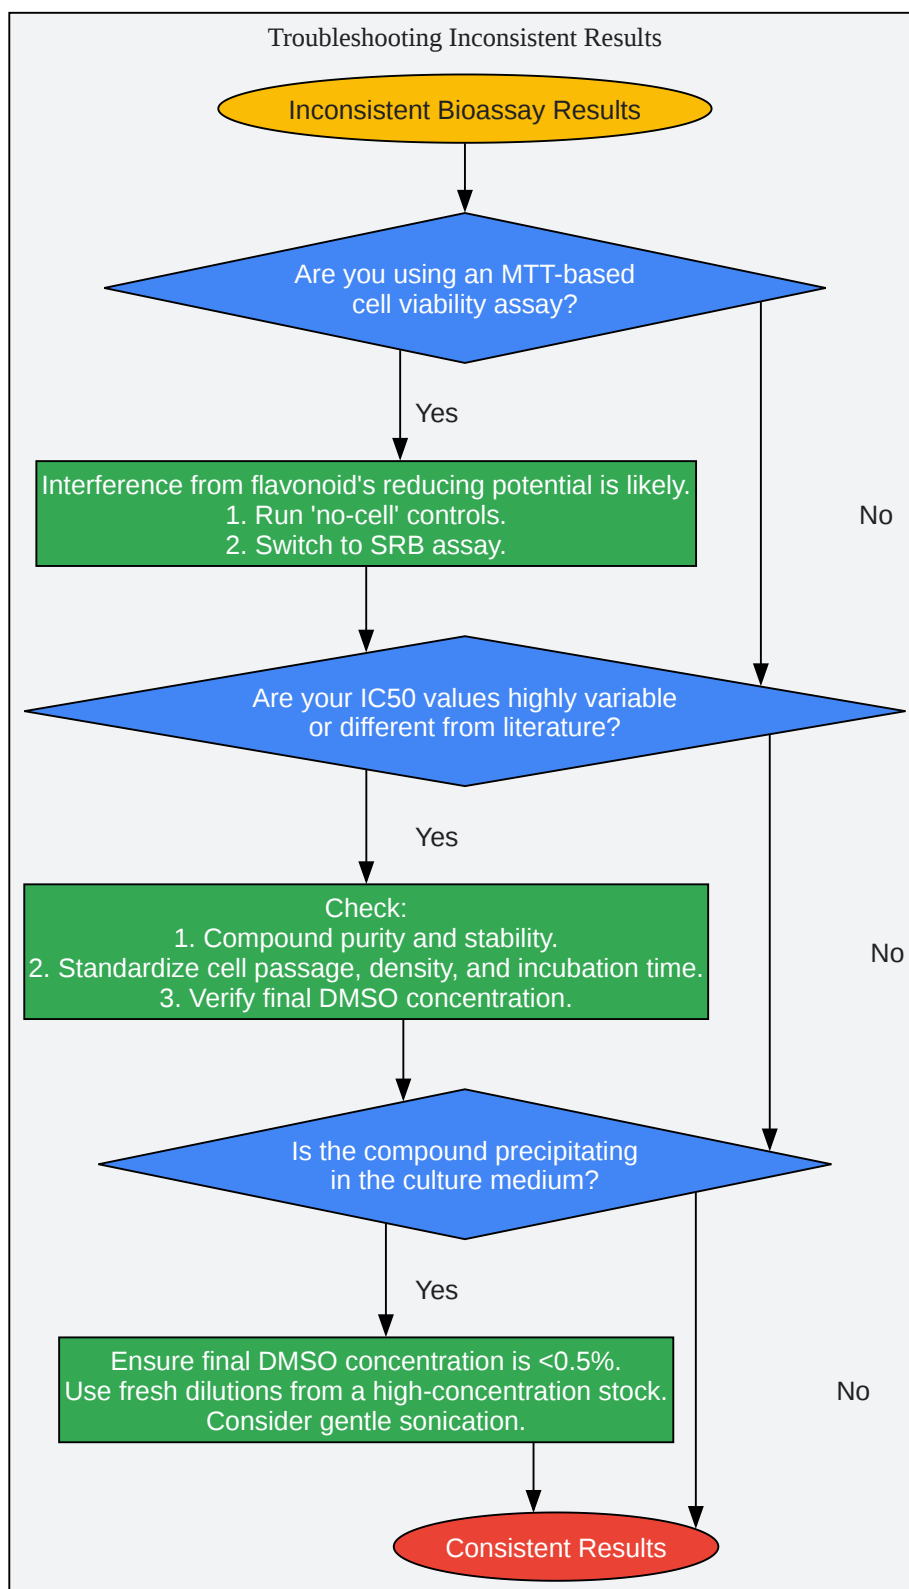 Troubleshooting Inconsistent Results
Inconsistent Bioassay Results
Are you using an MTT-based
cell viability assay?
Yes
Interference from flavonoid's reducing potential is likely.
1. Run 'no-cell' controls.
2. Switch to SRB assay.
No
Are your IC50 values highly variable
or different from literature?
Yes
Check:
1. Compound purity and stability.
2. Standardize cell passage, density, and incubation time.
3. Verify final DMSO concentration.
No
Is the compound precipitating
in the culture medium?
Yes
Ensure final DMSO concentration is <0.5%.
Use fresh dilutions from a high-concentration stock.
Consider gentle sonication.
No
Consistent Results